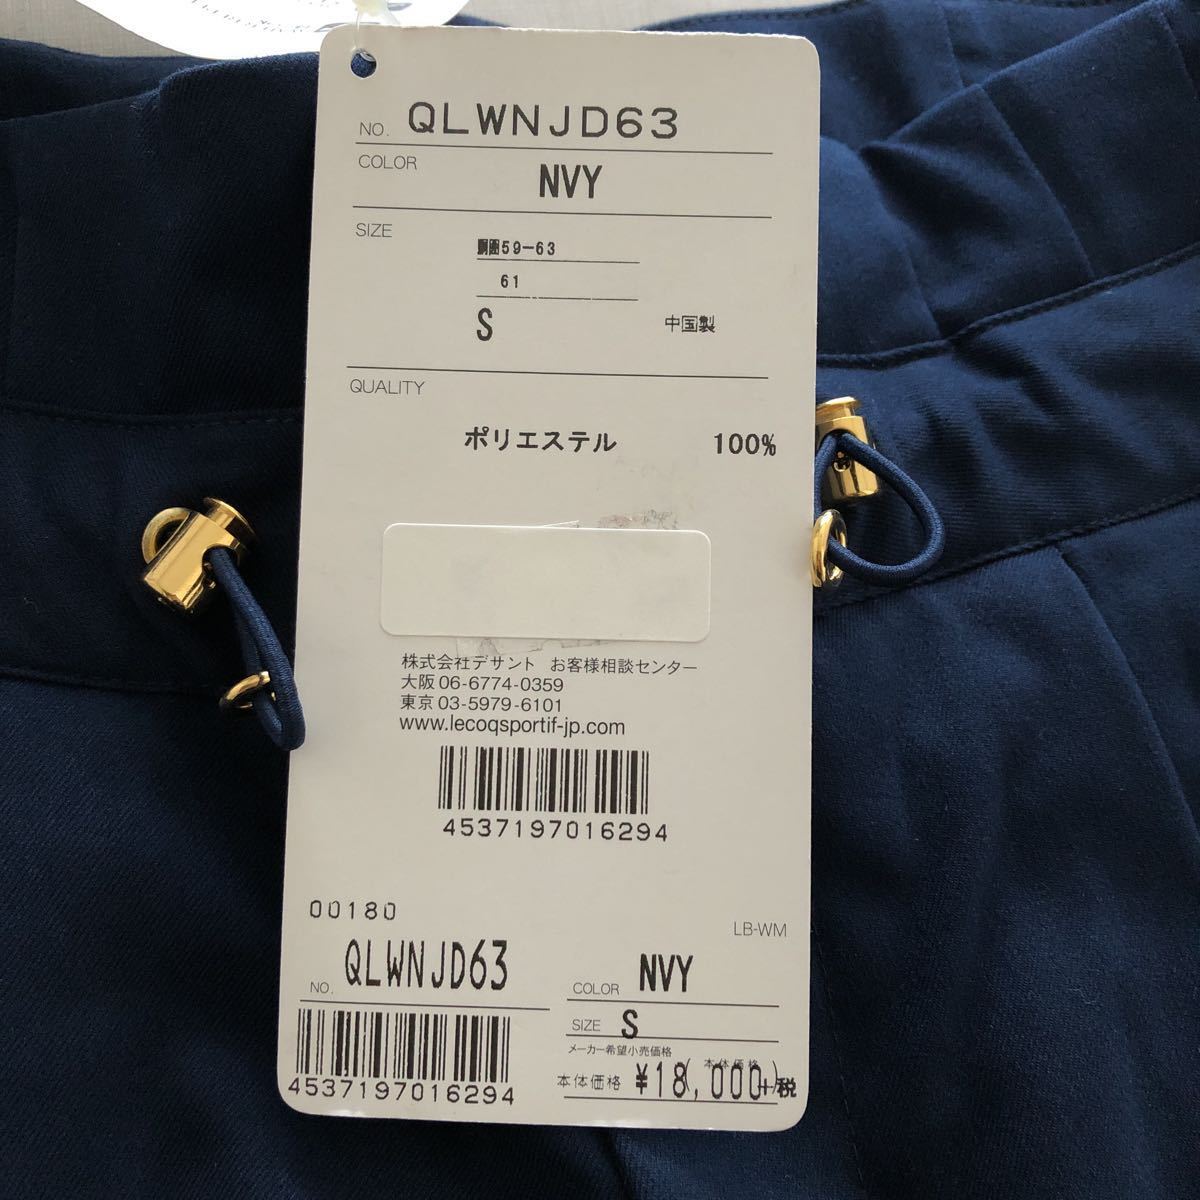 NO. QLWNJD63
COLOR
NVY
SIZE
胴囲59-63
61
S
中国製
QUALITY
ポリエステル 100%
株式会社デサント お客様相談センター
大阪 06-6774-0359
東京 03-5979-6101
www.lecoqsportif-jp.com
4537197016294
00180
LB-WM
NO. QLWNJD63
COLOR NVY
SIZE S
メーカー希望小売価格
本体価格
本体価格 ¥18,000+税
4537197016294